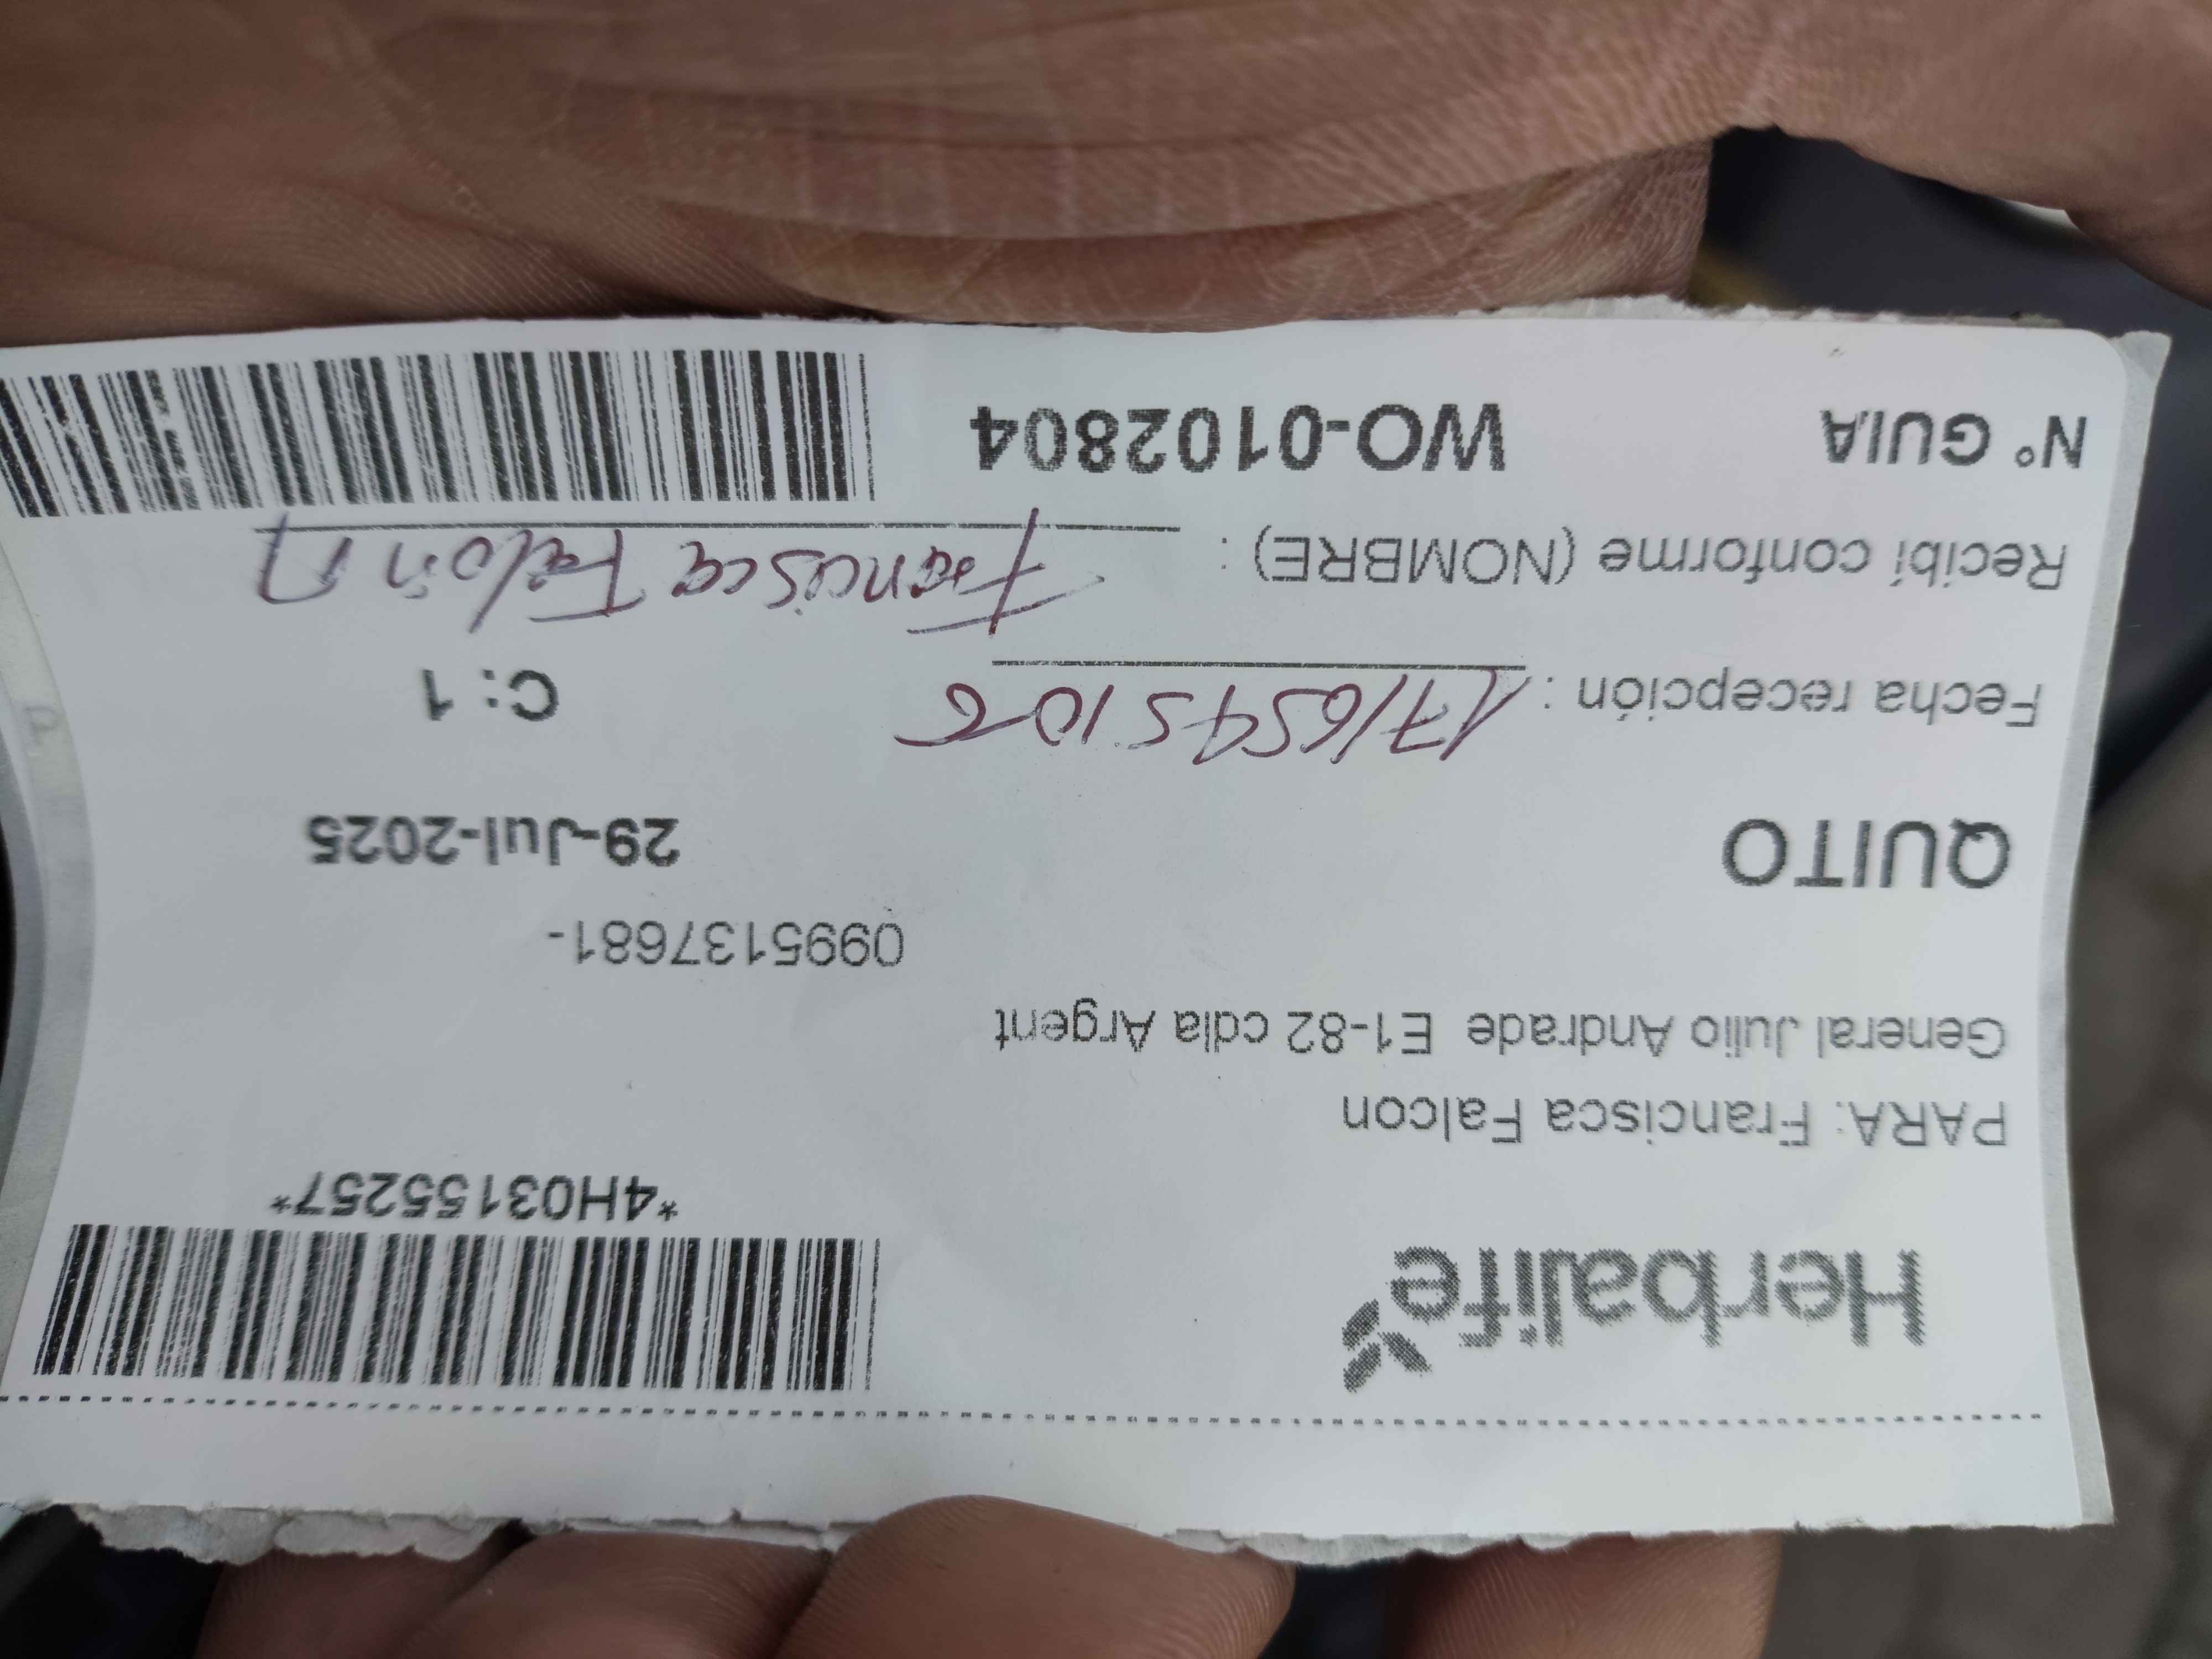 Herbalife
*4H03155257*
PARA: Francisca Falcon
General Julio Andrade E1-82 cdla Argent
0995137681-
QUITO 29-Jul-2025
Fecha recepción : C: 1
Recibí conforme (NOMBRE) : Francisca Falcón A
N° GUIA WO-0102804